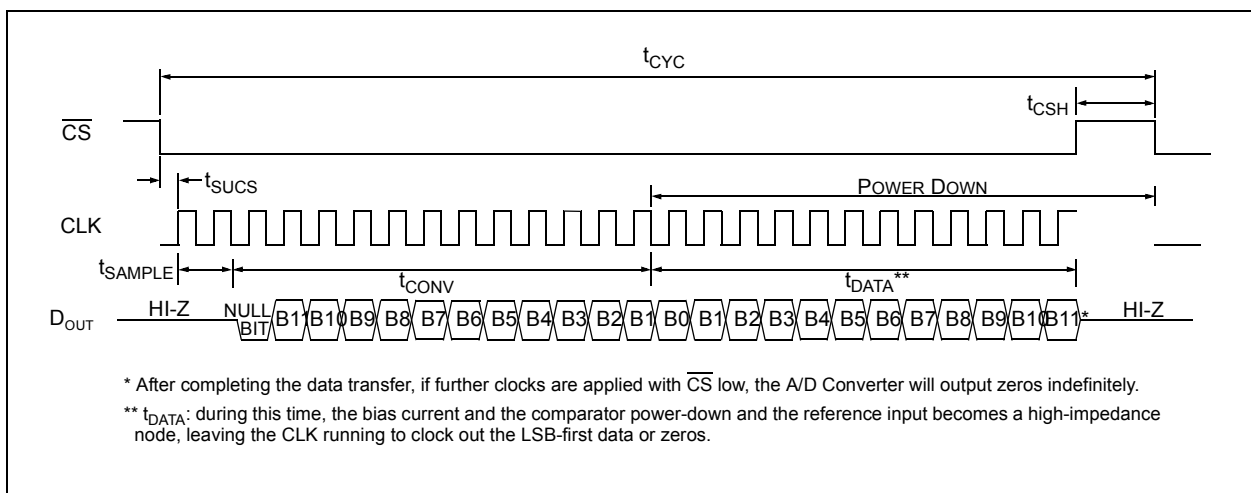 tCYC
tCSH
CS
tSUCS
POWER DOWN
CLK
tSAMPLE
tCONV
tDATA**
HI-Z
NULL BIT B11 B10 B9 B8 B7 B6 B5 B4 B3 B2 B1 B0 B1 B2 B3 B4 B5 B6 B7 B8 B9 B10 B11*
HI-Z
DOUT
* After completing the data transfer, if further clocks are applied with CS low, the A/D Converter will output zeros indefinitely.
** tDATA: during this time, the bias current and the comparator power-down and the reference input becomes a high-impedance
node, leaving the CLK running to clock out the LSB-first data or zeros.